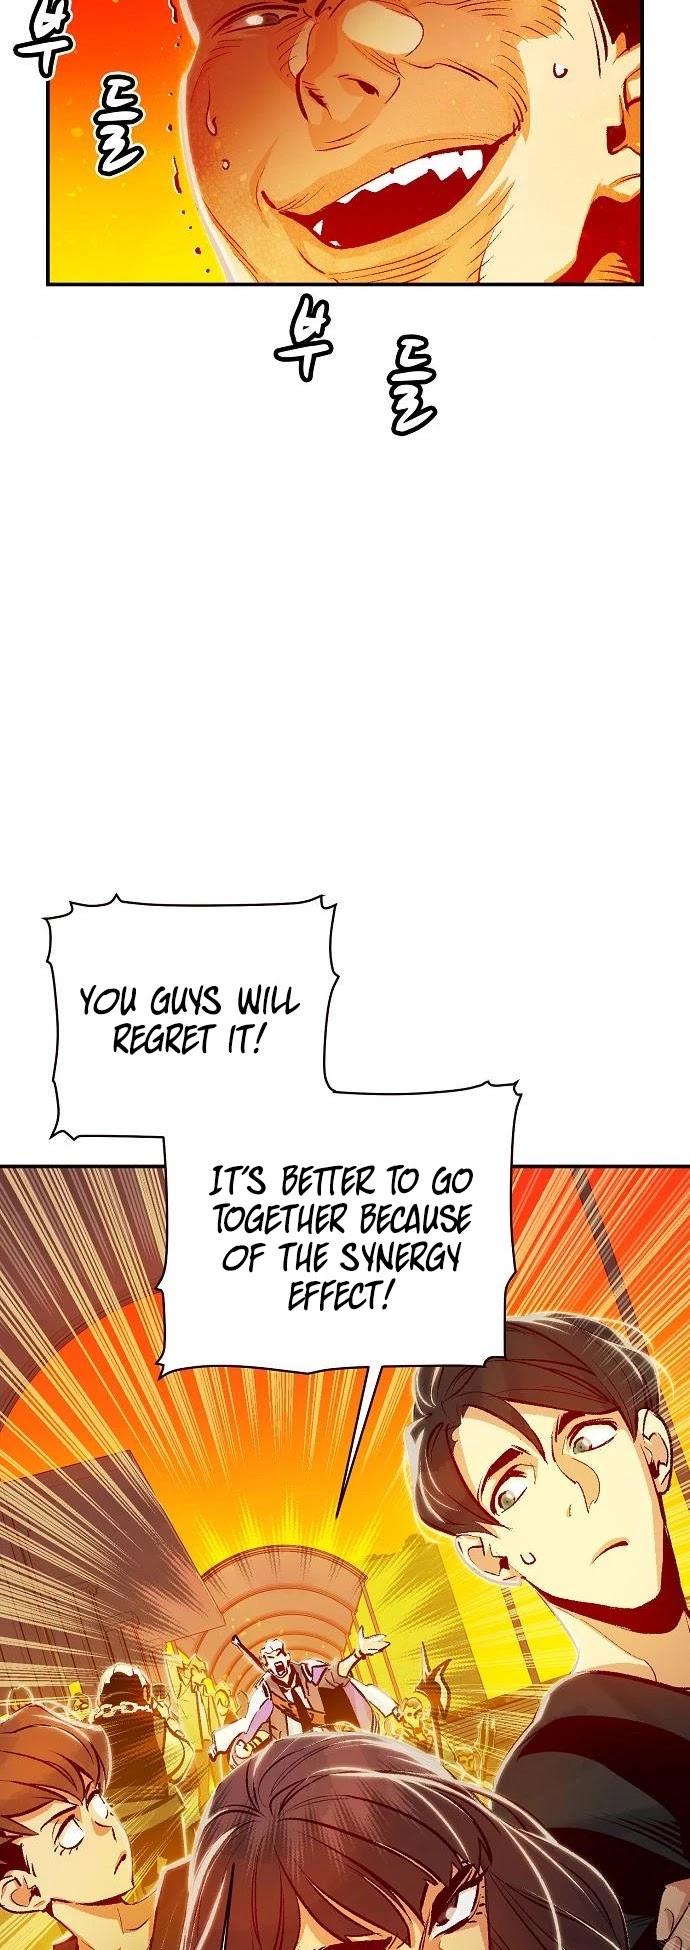 부
들
부
들
YOU GUYS WILL
REGRET IT!
IT'S BETTER TO GO
TOGETHER BECAUSE
OF THE SYNERGY
EFFECT!